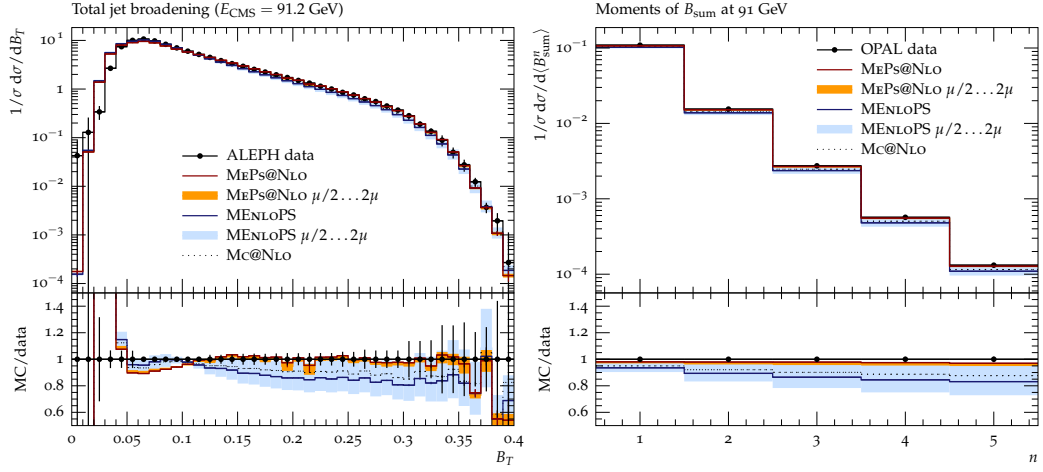 Total jet broadening (E_CMS = 91.2 GeV)
1/σ dσ/dB_T
10^1
1
10^−1
10^−2
10^−3
10^−4
ALEPH data
MEPS@NLO
MEPS@NLO μ/2...2μ
MENLOPS
MENLOPS μ/2...2μ
MC@NLO
MC/data
1.4
1.2
1
0.8
0.6
0 0.05 0.1 0.15 0.2 0.25 0.3 0.35 0.4
B_T
Moments of B_sum at 91 GeV
1/σ dσ/d⟨B^n_sum⟩
10^−1
10^−2
10^−3
10^−4
OPAL data
MEPS@NLO
MEPS@NLO μ/2...2μ
MENLOPS
MENLOPS μ/2...2μ
MC@NLO
MC/data
1.4
1.2
1
0.8
0.6
1 2 3 4 5
n